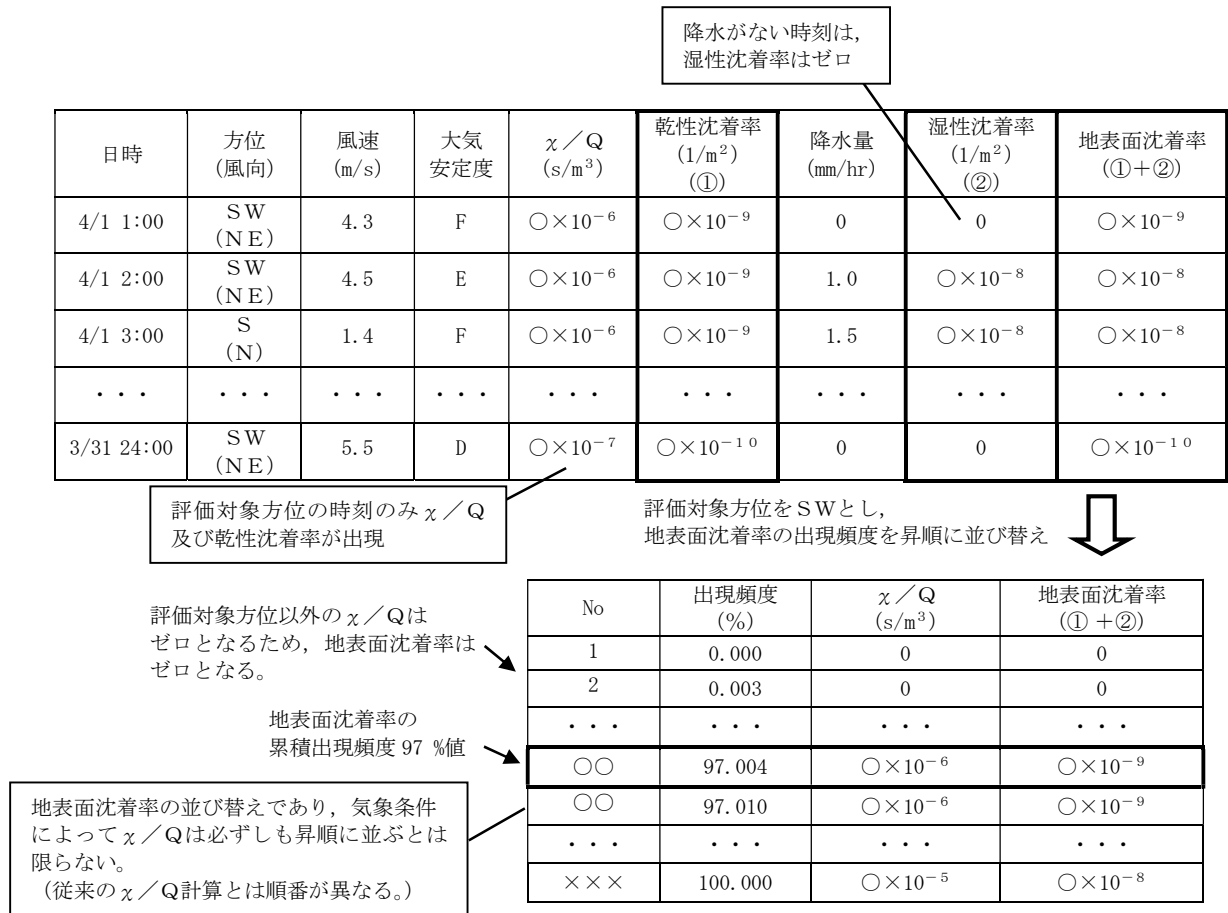 降水がない時刻は，
湿性沈着率はゼロ
日時 方位 (風向) 風速 (m/s) 大気 安定度 χ／Q (s/m³) 乾性沈着率 (1/m²) (①) 降水量 (mm/hr) 湿性沈着率 (1/m²) (②) 地表面沈着率 (①＋②)
4/1 1:00 ＳＷ (ＮＥ) 4.3 F ○×10⁻⁶ ○×10⁻⁹ 0 0 ○×10⁻⁹
4/1 2:00 ＳＷ (ＮＥ) 4.5 E ○×10⁻⁶ ○×10⁻⁹ 1.0 ○×10⁻⁸ ○×10⁻⁸
4/1 3:00 Ｓ (Ｎ) 1.4 F ○×10⁻⁶ ○×10⁻⁹ 1.5 ○×10⁻⁸ ○×10⁻⁸
・・・ ・・・ ・・・ ・・・ ・・・ ・・・ ・・・ ・・・ ・・・
3/31 24:00 ＳＷ (ＮＥ) 5.5 D ○×10⁻⁷ ○×10⁻¹⁰ 0 0 ○×10⁻¹⁰
評価対象方位の時刻のみχ／Q
及び乾性沈着率が出現
評価対象方位をＳＷとし，
地表面沈着率の出現頻度を昇順に並び替え
評価対象方位以外のχ／Qは
ゼロとなるため，地表面沈着率は
ゼロとなる。
地表面沈着率の
累積出現頻度 97 %値
地表面沈着率の並び替えであり，気象条件
によってχ／Qは必ずしも昇順に並ぶとは
限らない。
（従来のχ／Q計算とは順番が異なる。）
No 出現頻度 (%) χ／Q (s/m³) 地表面沈着率 (① +②)
1 0.000 0 0
2 0.003 0 0
・・・ ・・・ ・・・ ・・・
○○ 97.004 ○×10⁻⁶ ○×10⁻⁹
○○ 97.010 ○×10⁻⁶ ○×10⁻⁹
・・・ ・・・ ・・・ ・・・
××× 100.000 ○×10⁻⁵ ○×10⁻⁸